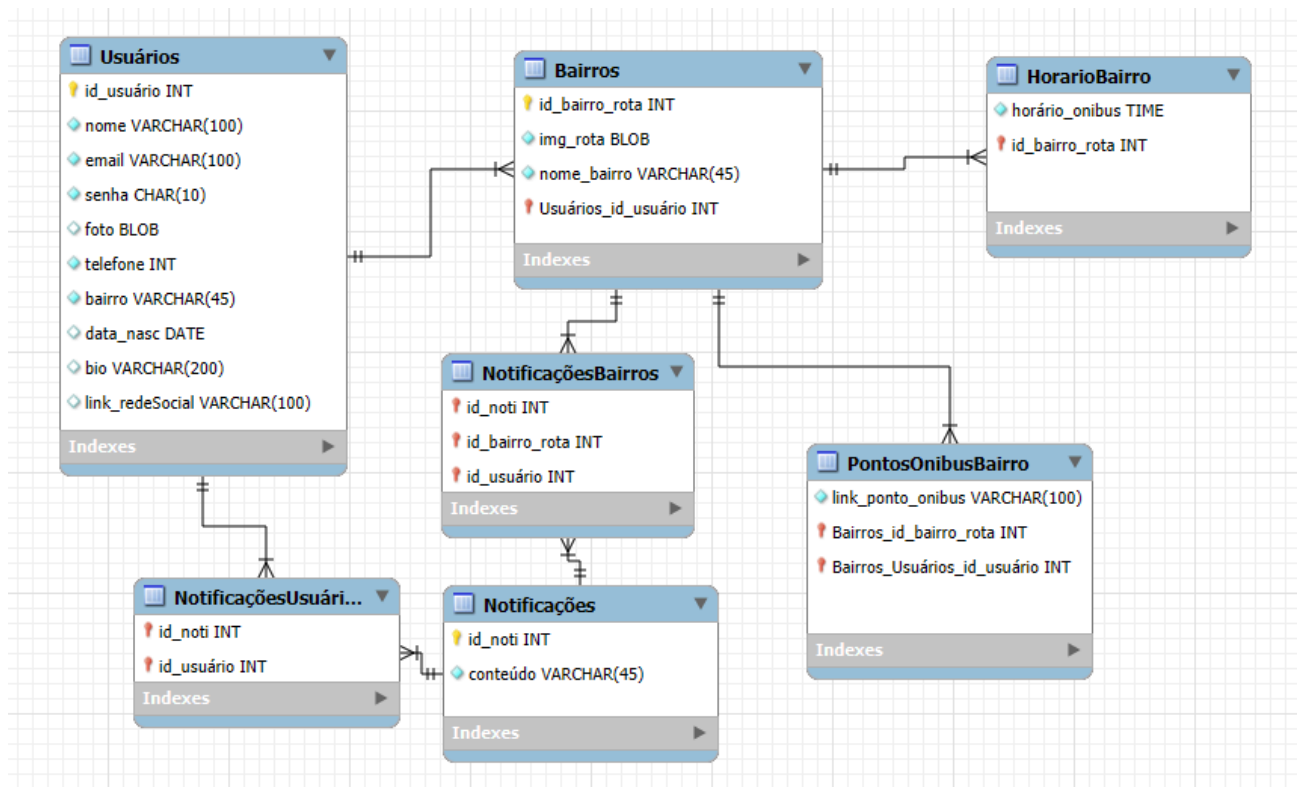 Usuários
id_usuário INT
nome VARCHAR(100)
email VARCHAR(100)
senha CHAR(10)
foto BLOB
telefone INT
bairro VARCHAR(45)
data_nasc DATE
bio VARCHAR(200)
link_redeSocial VARCHAR(100)
Indexes
Bairros
id_bairro_rota INT
img_rota BLOB
nome_bairro VARCHAR(45)
Usuários_id_usuário INT
Indexes
HorarioBairro
horário_onibus TIME
id_bairro_rota INT
Indexes
NotificaçõesBairros
id_noti INT
id_bairro_rota INT
id_usuário INT
Indexes
PontosOnibusBairro
link_ponto_onibus VARCHAR(100)
Bairros_id_bairro_rota INT
Bairros_Usuários_id_usuário INT
Indexes
NotificaçõesUsuári...
id_noti INT
id_usuário INT
Indexes
Notificações
id_noti INT
conteúdo VARCHAR(45)
Indexes